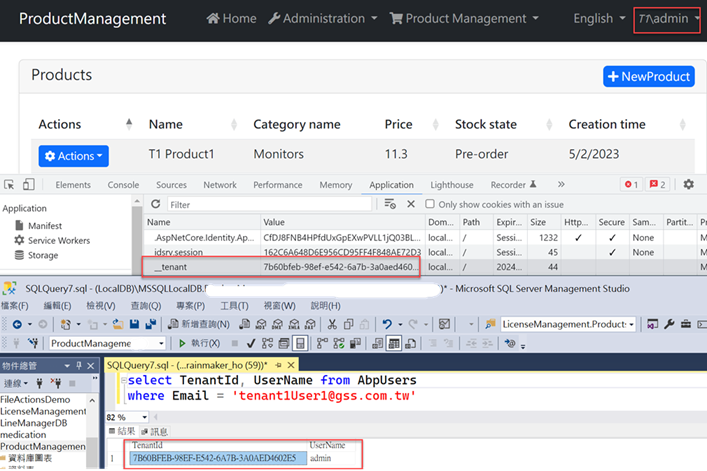 ProductManagement Home Administration Product Management English T1\admin
Products
NewProduct
Actions Name Category name Price Stock state Creation time
Actions T1 Product1 Monitors 11.3 Pre-order 5/2/2023
Elements Console Sources Network Performance Memory Application Lighthouse Recorder 1 2
Application
Filter
Only show cookies with an issue
Manifest
Service Workers
Storage
Name Value Dom... Path Expir... Size Http... Secure Sam... Partit... P
.AspNetCore.Identity.Ap... CfDJ8FNB4HPfdUxGpEXwPVLL1jQ03BL... local... / Sessi... 1232 ✓ ✓ None M
idsrv.session 162C6A648D6E956CD95FF4F848AE72D3 local... / Sessi... 45 ✓ None M
__tenant 7b60bfeb-98ef-e542-6a7b-3a0aed460... local... / 2024... 44 M
SQLQuery7.sql - (LocalDB)\MSSQLLocalDB. )* - Microsoft SQL Server Management Studio
檔案(F) 編輯(E) 檢視(V) 查詢(Q) 專案(P) 工具(T) 視窗(W) 說明(H)
新增查詢(N) MDX DMX XMLA DAX LicenseManagement.Product:
ProductManageme 執行(X)
物件總管
連線
SQLQuery7.sql - (...rainmaker_ho (59))*
FileActionsDemo
LicenseManagement
LineManagerDB
medication
ProductManagement
資料庫圖表
select TenantId, UserName from AbpUsers
where Email = 'tenant1User1@gss.com.tw'
82 %
結果 訊息
TenantId UserName
1 7B60BFEB-98EF-E542-6A7B-3A0AED4602E5 admin